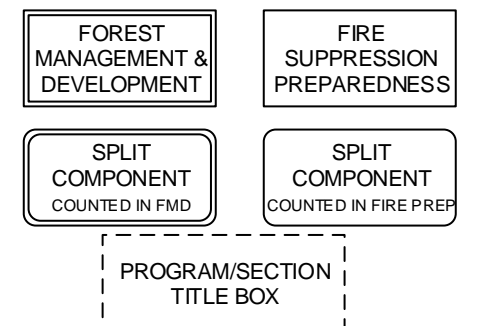 FOREST
MANAGEMENT &
DEVELOPMENT
FIRE
SUPPRESSION
PREPAREDNESS
SPLIT
COMPONENT
COUNTED IN FMD
SPLIT
COMPONENT
COUNTED IN FIRE PREP
PROGRAM/SECTION
TITLE BOX